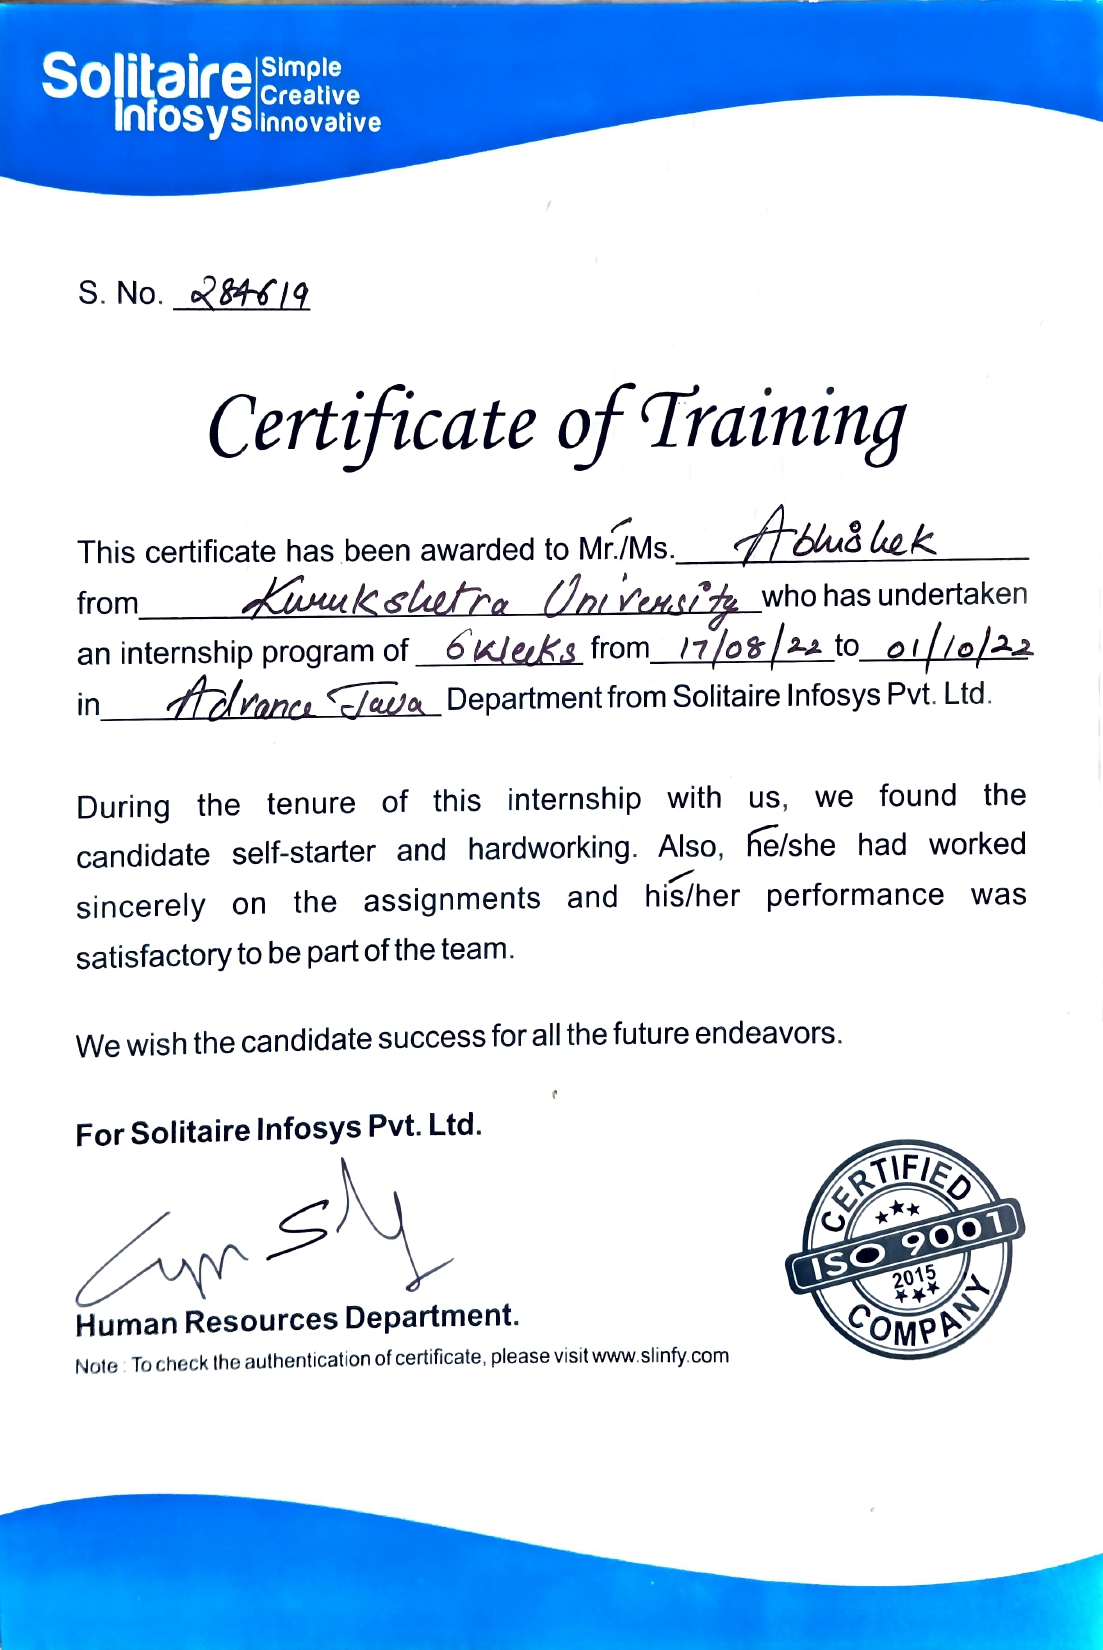 Solitaire
Infosys
Simple
Creative
innovative
S. No. 284619
Certificate of Training
This certificate has been awarded to Mr./Ms. Abhishek
from Kurukshetra University who has undertaken
an internship program of 6 Weeks from 17/08/22 to 01/10/22
in Advance Java Department from Solitaire Infosys Pvt. Ltd.
During the tenure of this internship with us, we found the
candidate self-starter and hardworking. Also, he/she had worked
sincerely on the assignments and his/her performance was
satisfactory to be part of the team.
We wish the candidate success for all the future endeavors.
For Solitaire Infosys Pvt. Ltd.
Human Resources Department.
Note : To check the authentication of certificate, please visit www.slinfy.com
CERTIFIED
ISO 9001
2015
COMPANY